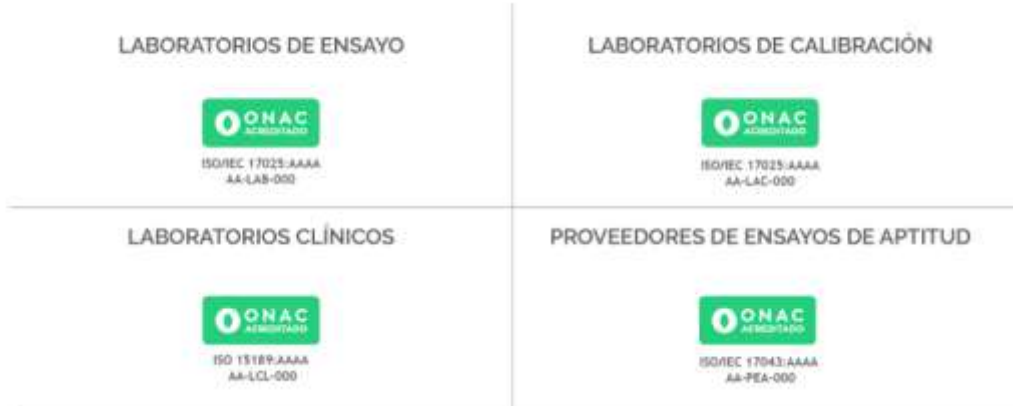 LABORATORIOS DE ENSAYO
ONAC
ACREDITADO
ISO/IEC 17025:AAAA
AA-LAB-000
LABORATORIOS DE CALIBRACIÓN
ONAC
ACREDITADO
ISO/IEC 17025:AAAA
AA-LAC-000
LABORATORIOS CLÍNICOS
ONAC
ACREDITADO
ISO 15189:AAAA
AA-LCL-000
PROVEEDORES DE ENSAYOS DE APTITUD
ONAC
ACREDITADO
ISO/IEC 17043:AAAA
AA-PEA-000